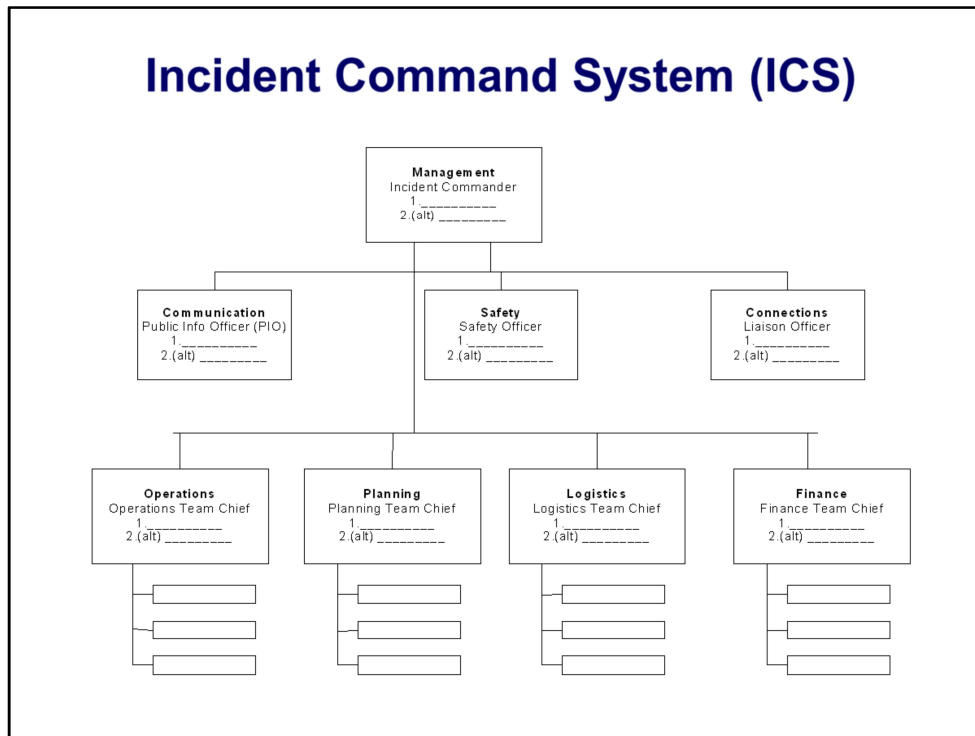 Incident Command System (ICS)
Management
Incident Commander
1.__________
2.(alt) _________
Communication
Public Info Officer (PIO)
1.__________
2.(alt) _________
Safety
Safety Officer
1.__________
2.(alt) _________
Connections
Liaison Officer
1.__________
2.(alt) _________
Operations
Operations Team Chief
1.__________
2.(alt) _________
Planning
Planning Team Chief
1.__________
2.(alt) _________
Logistics
Logistics Team Chief
1.__________
2.(alt) _________
Finance
Finance Team Chief
1.__________
2.(alt) _________